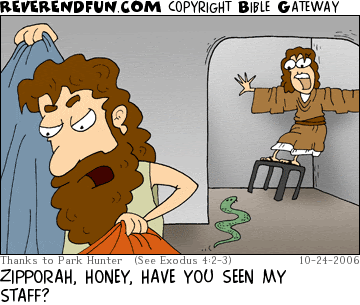 REVERENDFUN.COM COPYRIGHT BIBLE GATEWAY
Thanks to Park Hunter (See Exodus 4:2-3) 10-24-2006
ZIPPORAH, HONEY, HAVE YOU SEEN MY
STAFF?